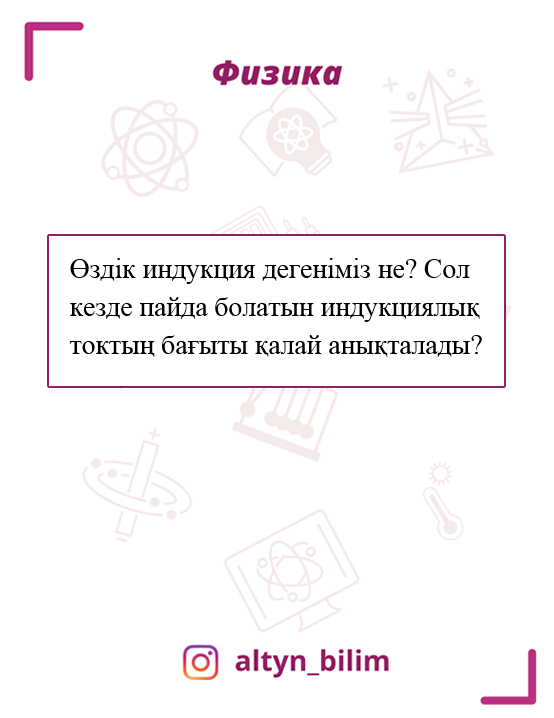 Физика
Өздік индукция дегеніміз не? Сол
кезде пайда болатын индукциялық
токтың бағыты қалай анықталады?
altyn_bilim